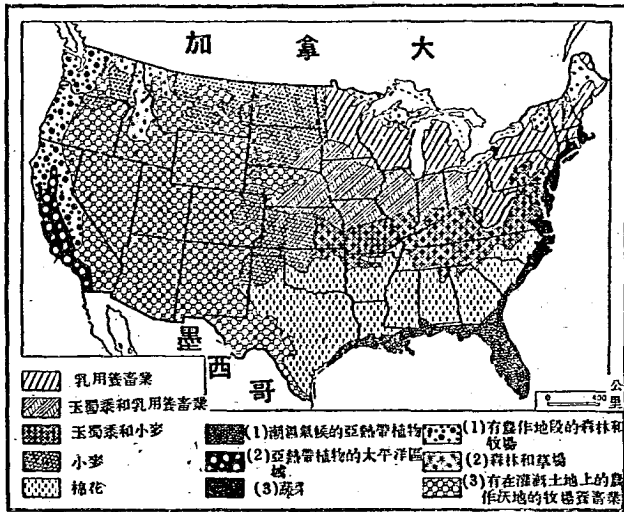 加拿大
墨西哥
公里
0 400
乳用養畜業
玉蜀黍和乳用養畜業
玉蜀黍和小麥
小麥
棉花
(1)潮濕氣候的亞熱帶植物
(2)亞熱帶植物的太平洋區域
(3)蔬菜
(1)有農作地段的森林和
牧場
(2)森林和草場
(3)有在灌漑土地上的農
作沃地的牧場養畜業